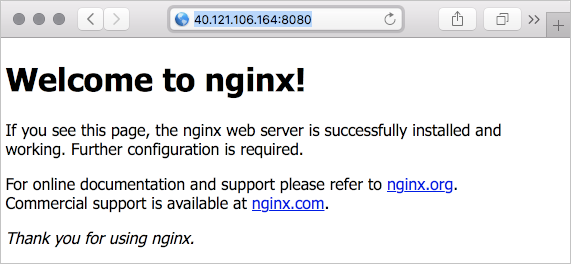 40.121.106.164:8080
Welcome to nginx!
If you see this page, the nginx web server is successfully installed and
working. Further configuration is required.
For online documentation and support please refer to nginx.org.
Commercial support is available at nginx.com.
Thank you for using nginx.